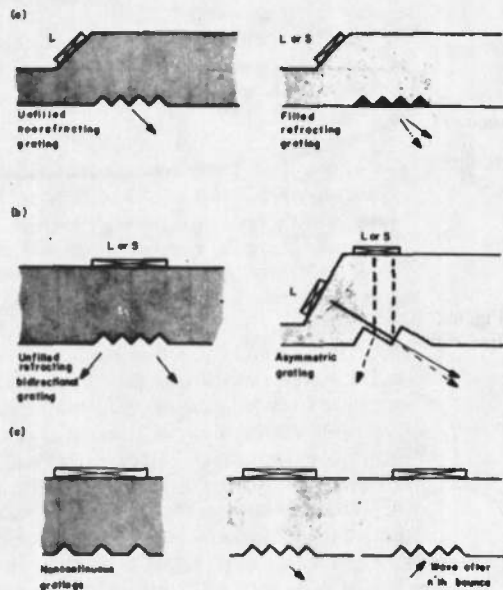 (a)
L
Unfilled
nonrefracting
grating
L or S
Filled
refracting
grating
(b)
L or S
Unfilled
refracting
bidirectional
grating
L or S
L
Asymmetric
grating
(c)
Noncontinuous
gratings
Wave after
n'th bounce